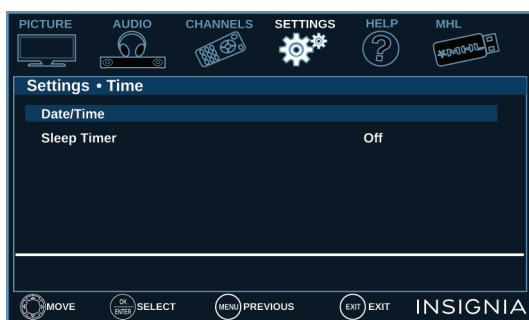 PICTURE AUDIO CHANNELS SETTINGS HELP MHL
MHL
Settings • Time
Date/Time
Sleep Timer Off
MOVE OK ENTER SELECT MENU PREVIOUS EXIT EXIT INSIGNIA